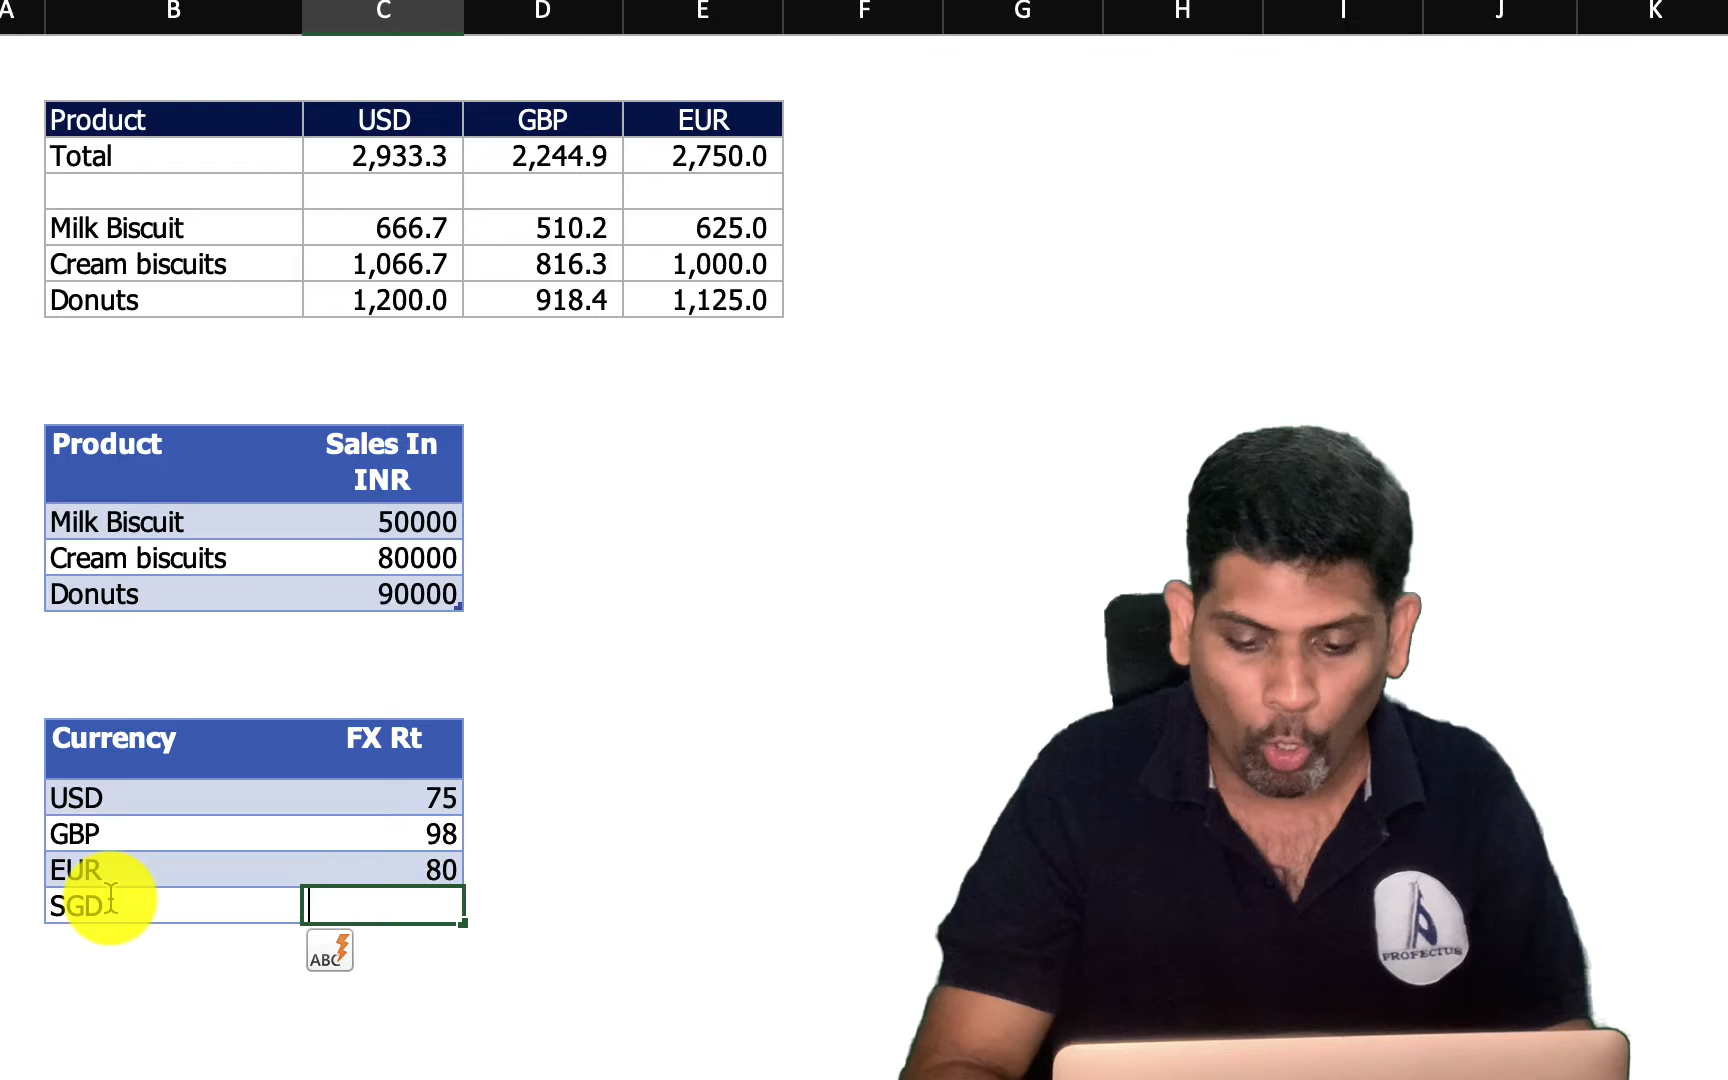 A B C D E F G H I J K
Product USD GBP EUR
Total 2,933.3 2,244.9 2,750.0
Milk Biscuit 666.7 510.2 625.0
Cream biscuits 1,066.7 816.3 1,000.0
Donuts 1,200.0 918.4 1,125.0
Product Sales In
INR
Milk Biscuit 50000
Cream biscuits 80000
Donuts 90000
Currency FX Rt
USD 75
GBP 98
EUR 80
SGD
ABC
PROFECTUS